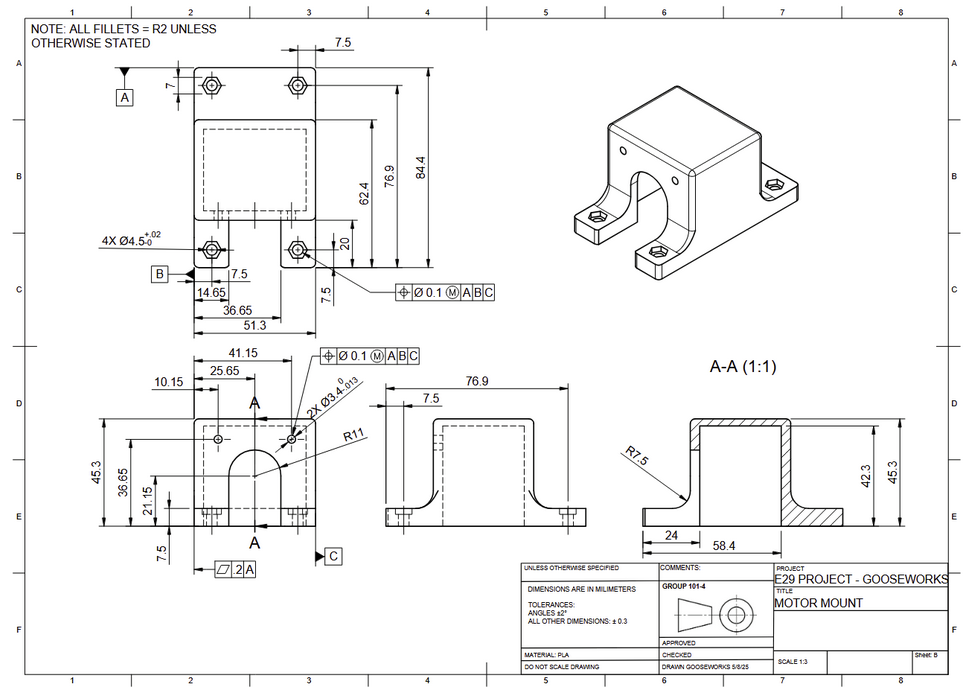 1 2 3 4 5 6 7 8
NOTE: ALL FILLETS = R2 UNLESS
OTHERWISE STATED
A
A
7.5
7
A
B
B
62.4
76.9
84.4
20
4X Ø4.5 +.02 -0
B
7.5
14.65
36.65
51.3
7.5
⌖ Ø 0.1 Ⓜ A B C
C
C
41.15
25.65
10.15
⌖ Ø 0.1 Ⓜ A B C
2X Ø3.4 0 -.013
R11
A
76.9
7.5
A-A (1:1)
D
D
45.3
36.65
21.15
7.5
R7.5
42.3
45.3
E
E
A
C
⏥ .2 A
24
58.4
F
F
UNLESS OTHERWISE SPECIFIED
DIMENSIONS ARE IN MILIMETERS
TOLERANCES:
ANGLES ±2°
ALL OTHER DIMENSIONS: ± 0.3
MATERIAL: PLA
DO NOT SCALE DRAWING
COMMENTS:
GROUP 101-4
APPROVED
CHECKED
DRAWN GOOSEWORKS 5/8/25
PROJECT
E29 PROJECT - GOOSEWORKS
TITLE
MOTOR MOUNT
SCALE 1:3
Sheet: B
1 2 3 4 5 6 7 8